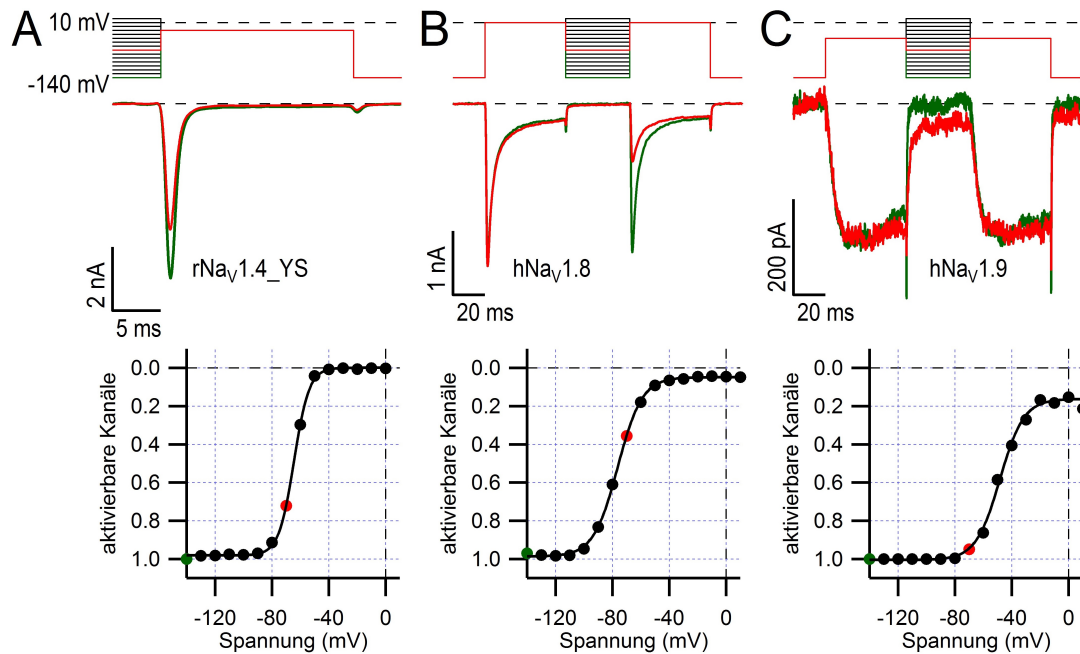 A
B
C
10 mV
-140 mV
2 nA
5 ms
rNaV1.4_YS
1 nA
20 ms
hNaV1.8
200 pA
20 ms
hNaV1.9
aktivierbare Kanäle
0.0
0.2
0.4
0.6
0.8
1.0
-120
-80
-40
0
Spannung (mV)
aktivierbare Kanäle
0.0
0.2
0.4
0.6
0.8
1.0
-120
-80
-40
0
Spannung (mV)
aktivierbare Kanäle
0.0
0.2
0.4
0.6
0.8
1.0
-120
-80
-40
0
Spannung (mV)